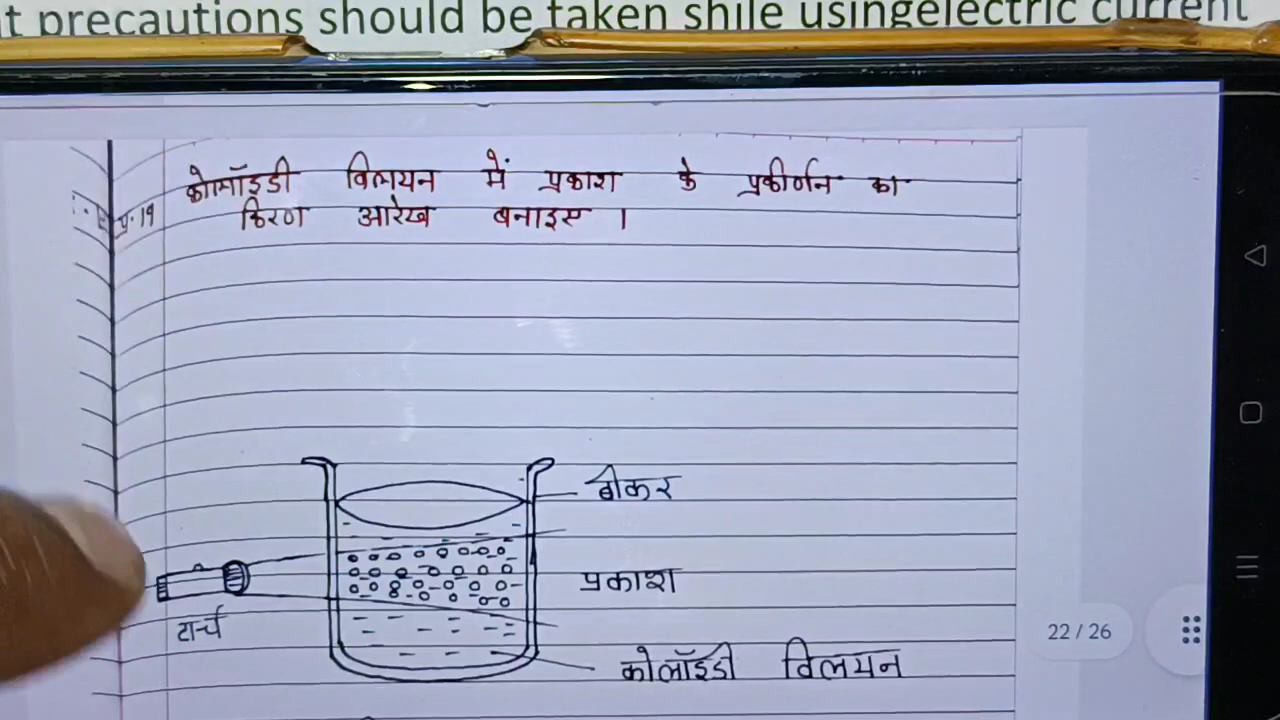 t precautions should be taken shile usingelectric current
कोलॉइडी विलयन में प्रकाश के प्रकीर्णन का
प्र.19 किरण आरेख बनाइए ।
बीकर
प्रकाश
टार्च
22 / 26
कोलॉइडी विलयन